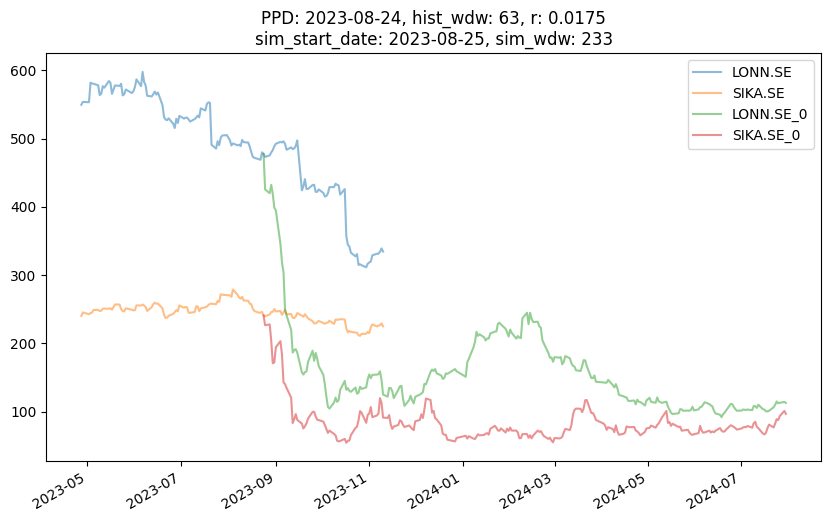 PPD: 2023-08-24, hist_wdw: 63, r: 0.0175
sim_start_date: 2023-08-25, sim_wdw: 233
LONN.SE
SIKA.SE
LONN.SE_0
SIKA.SE_0
600
500
400
300
200
100
2023-05
2023-07
2023-09
2023-11
2024-01
2024-03
2024-05
2024-07